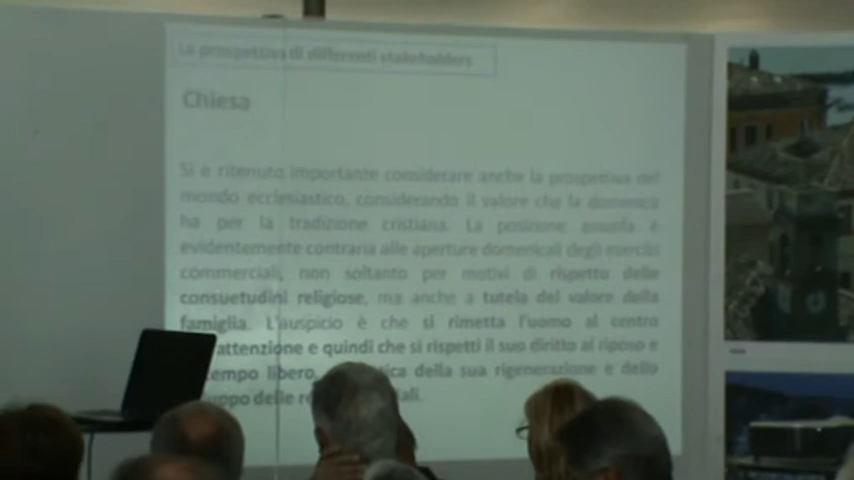 La prospettiva di differenti stakeholders
Chiesa
Si è ritenuto importante considerare anche la prospettiva del
mondo ecclesiastico, considerando il valore che la domenica
ha per la tradizione cristiana. La posizione assunta è
evidentemente contraria alle aperture domenicali degli esercizi
commerciali, non soltanto per motivi di rispetto delle
consuetudini religiose, ma anche a tutela del valore della
famiglia. L'auspicio è che si rimetta l'uomo al centro
attenzione e quindi che si rispetti il suo diritto al riposo e
tempo libero, della sua rigenerazione e dello
delle